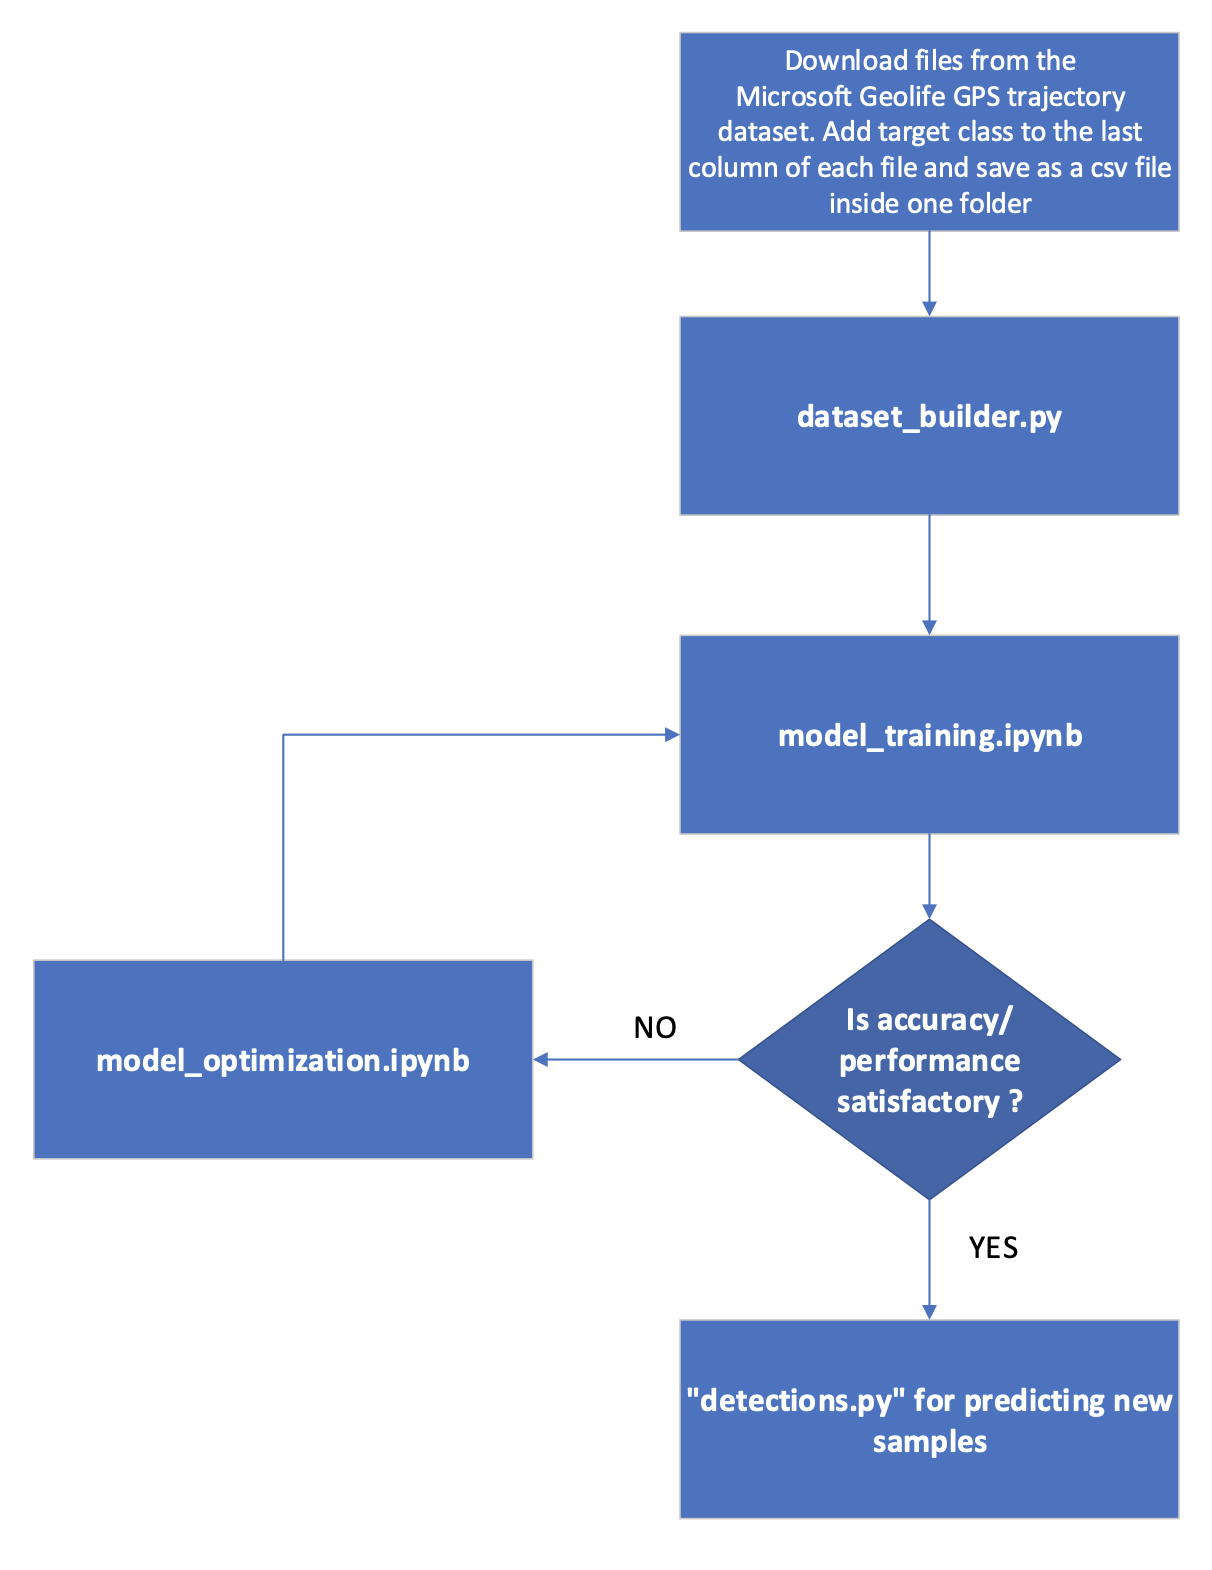 Download files from the
Microsoft Geolife GPS trajectory
dataset. Add target class to the last
column of each file and save as a csv file
inside one folder
dataset_builder.py
model_training.ipynb
Is accuracy/
performance
satisfactory ?
NO
model_optimization.ipynb
YES
"detections.py" for predicting new
samples